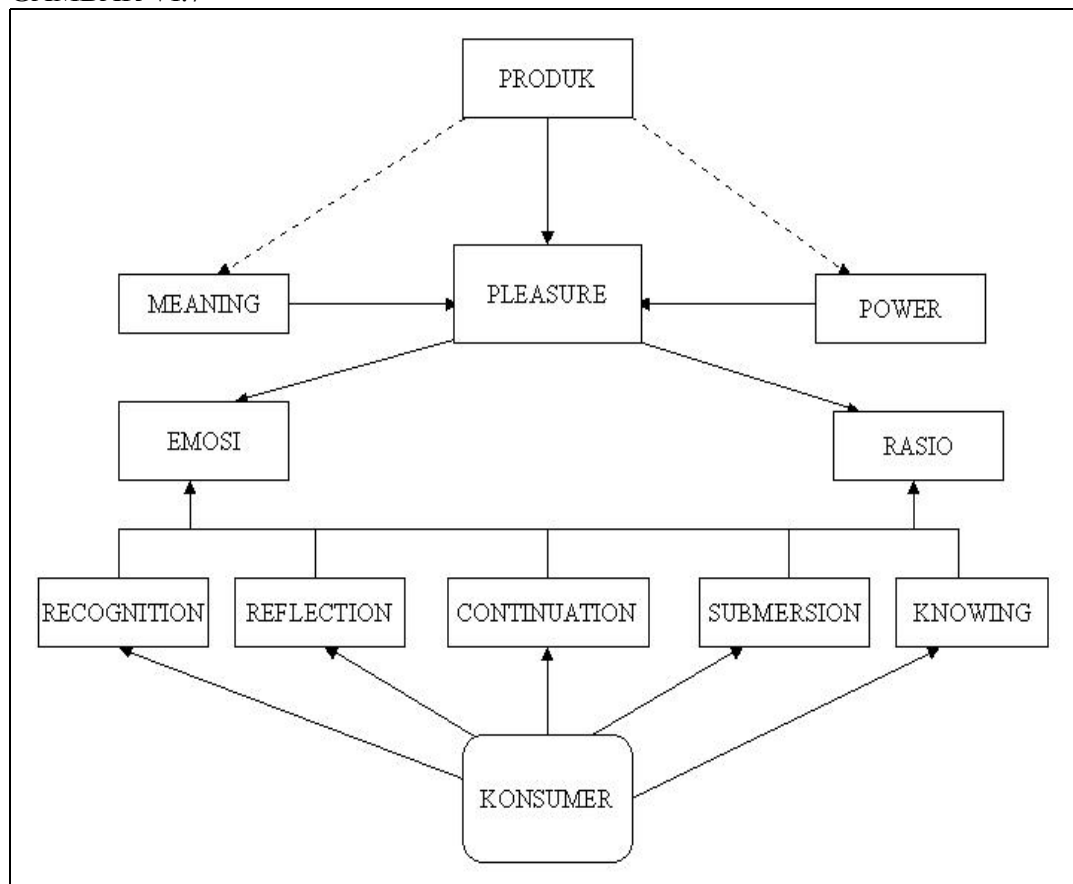 PRODUK
MEANING
PLEASURE
POWER
EMOSI
RASIO
RECOGNITION
REFLECTION
CONTINUATION
SUBMERSION
KNOWING
KONSUMER